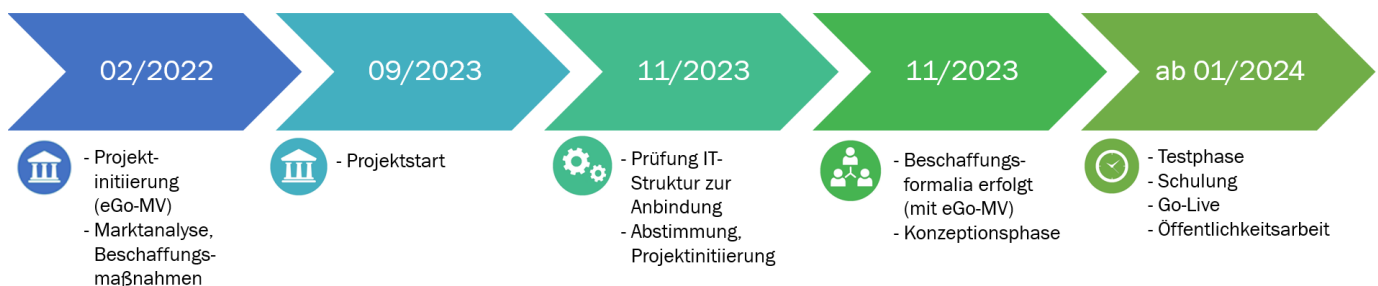 02/2022
09/2023
11/2023
11/2023
ab 01/2024
- Projekt-
initiierung
(eGo-MV)
- Marktanalyse,
Beschaffungs-
maßnahmen
- Projektstart
- Prüfung IT-
Struktur zur
Anbindung
- Abstimmung,
Projektinitiierung
- Beschaffungs-
formalia erfolgt
(mit eGo-MV)
- Konzeptionsphase
- Testphase
- Schulung
- Go-Live
- Öffentlichkeitsarbeit